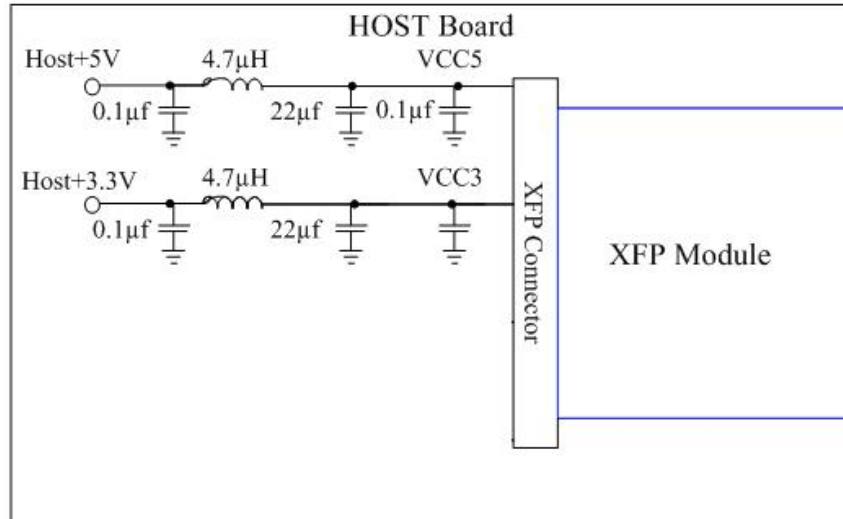 HOST Board
Host+5V
4.7µH
VCC5
0.1µf
22µf
0.1µf
Host+3.3V
4.7µH
VCC3
0.1µf
22µf
XFP Connector
XFP Module